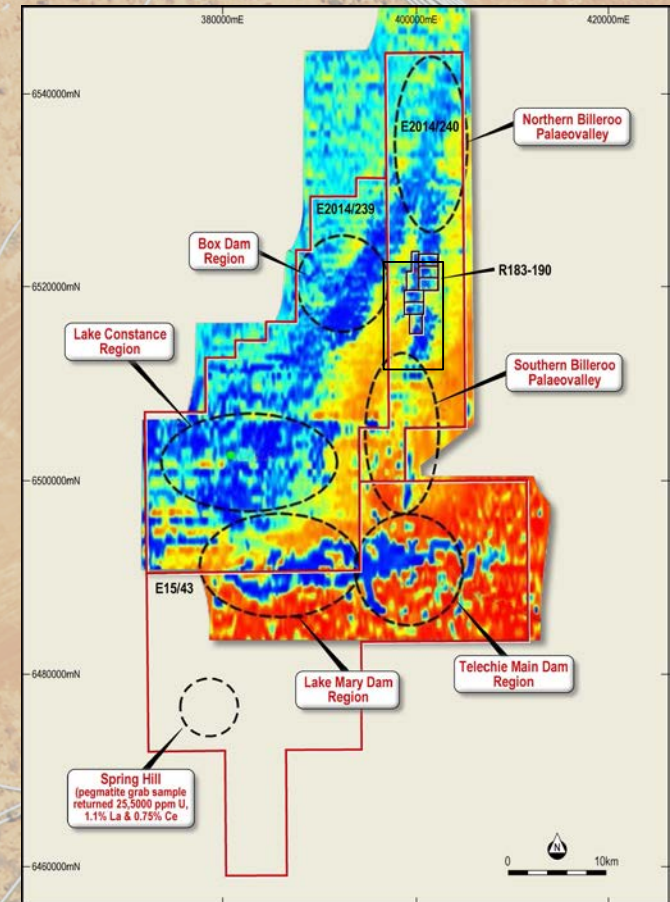 380000mE
400000mE
420000mE
6540000mN
E2014/240
Northern Billeroo
Palaeovalley
E2014/239
Box Dam
Region
R183-190
6520000mN
Lake Constance
Region
Southern Billeroo
Palaeovalley
6500000mN
E15/43
Lake Mary Dam
Region
Telechie Main Dam
Region
6480000mN
Spring Hill
(pegmatite grab sample
returned 25,5000 ppm U,
1.1% La & 0.75% Ce
N
0 10km
6460000mN